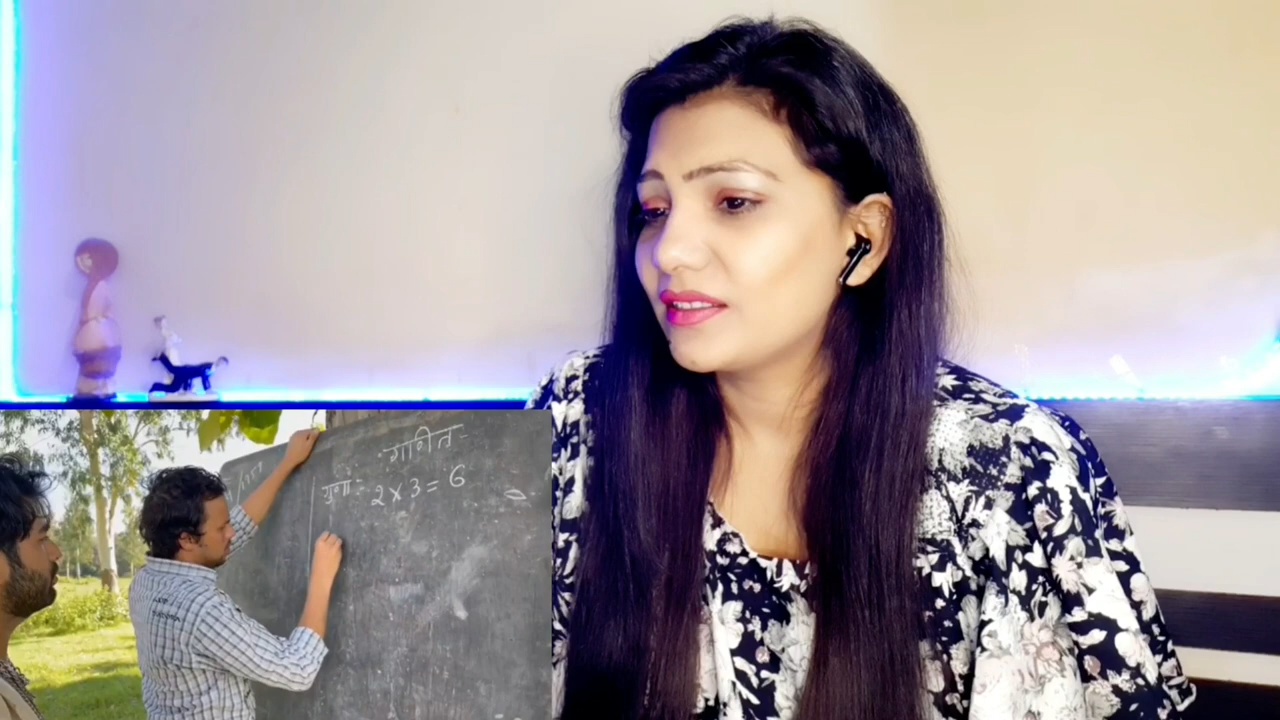 गणित -
गुणा :- 2 x 3 = 6